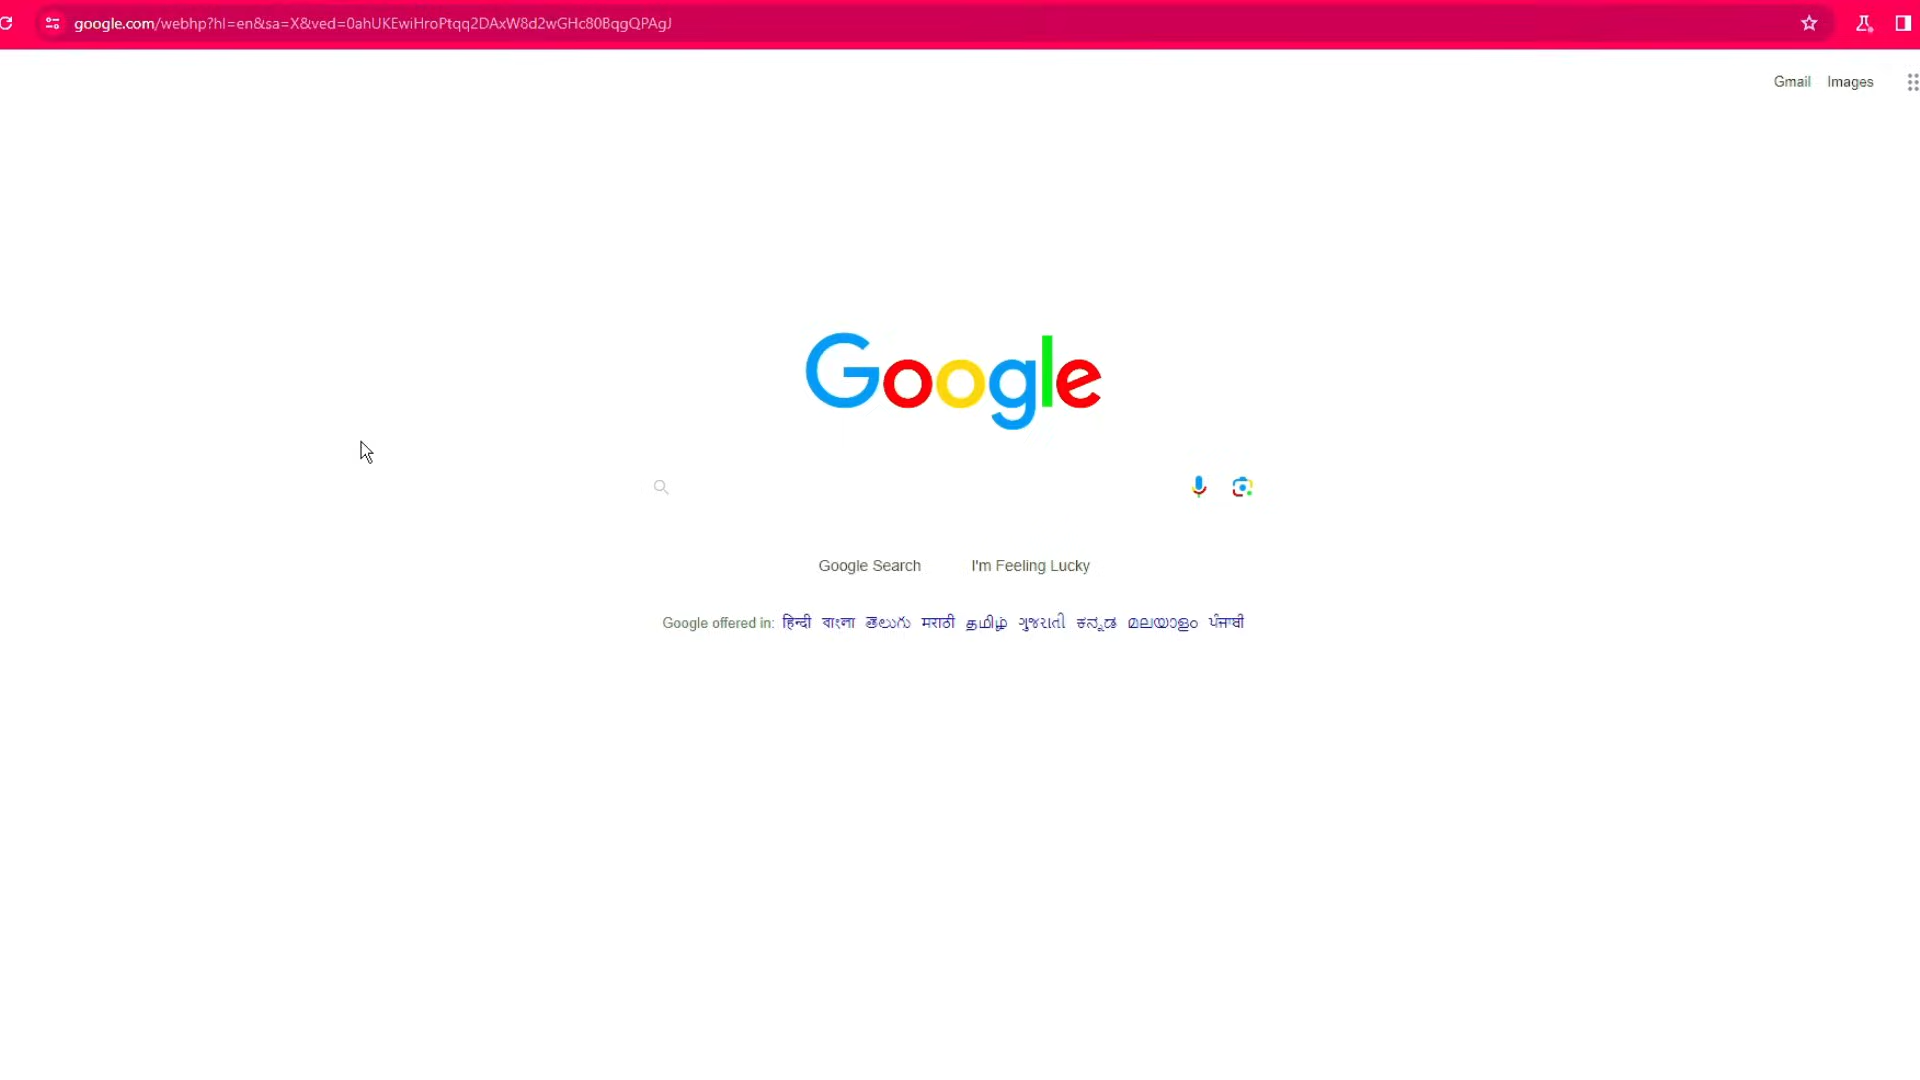 google.com/webhp?hl=en&sa=X&ved=0ahUKEwiHroPtqq2DAxW8d2wGHc80BqgQPAgJ
Gmail Images
Google
Google Search I'm Feeling Lucky
Google offered in: हिन्दी বাংলা తెలుగు मराठी தமிழ் ગુજરાતી ಕನ್ನಡ മലയാളം ਪੰਜਾਬੀ